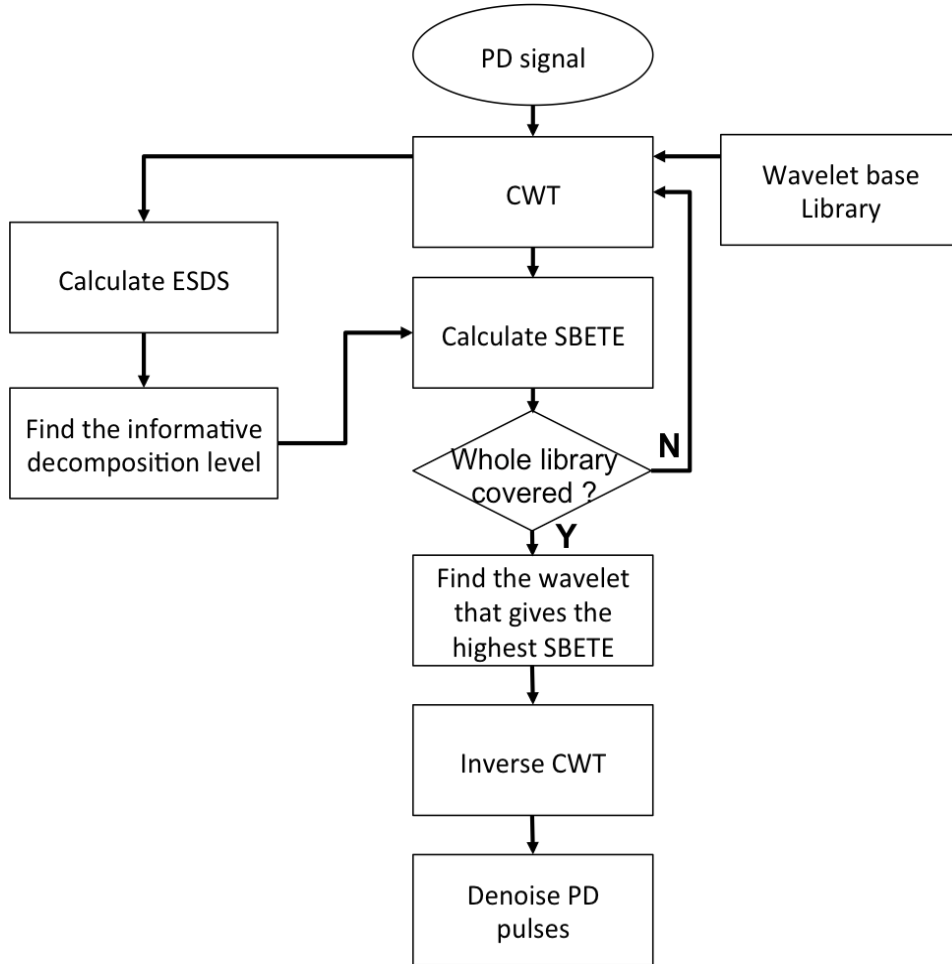 PD signal
CWT
Wavelet base
Library
Calculate ESDS
Calculate SBETE
Find the informative
decomposition level
Whole library
covered ?
N
Y
Find the wavelet
that gives the
highest SBETE
Inverse CWT
Denoise PD
pulses